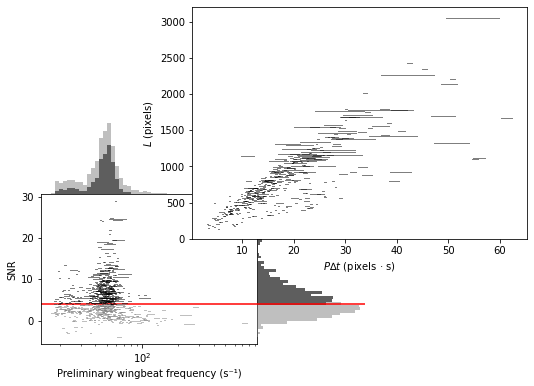 3000
2500
2000
1500
1000
500
0
L (pixels)
10 20 30 40 50 60
PΔt (pixels · s)
30
20
10
0
SNR
10²
Preliminary wingbeat frequency (s⁻¹)